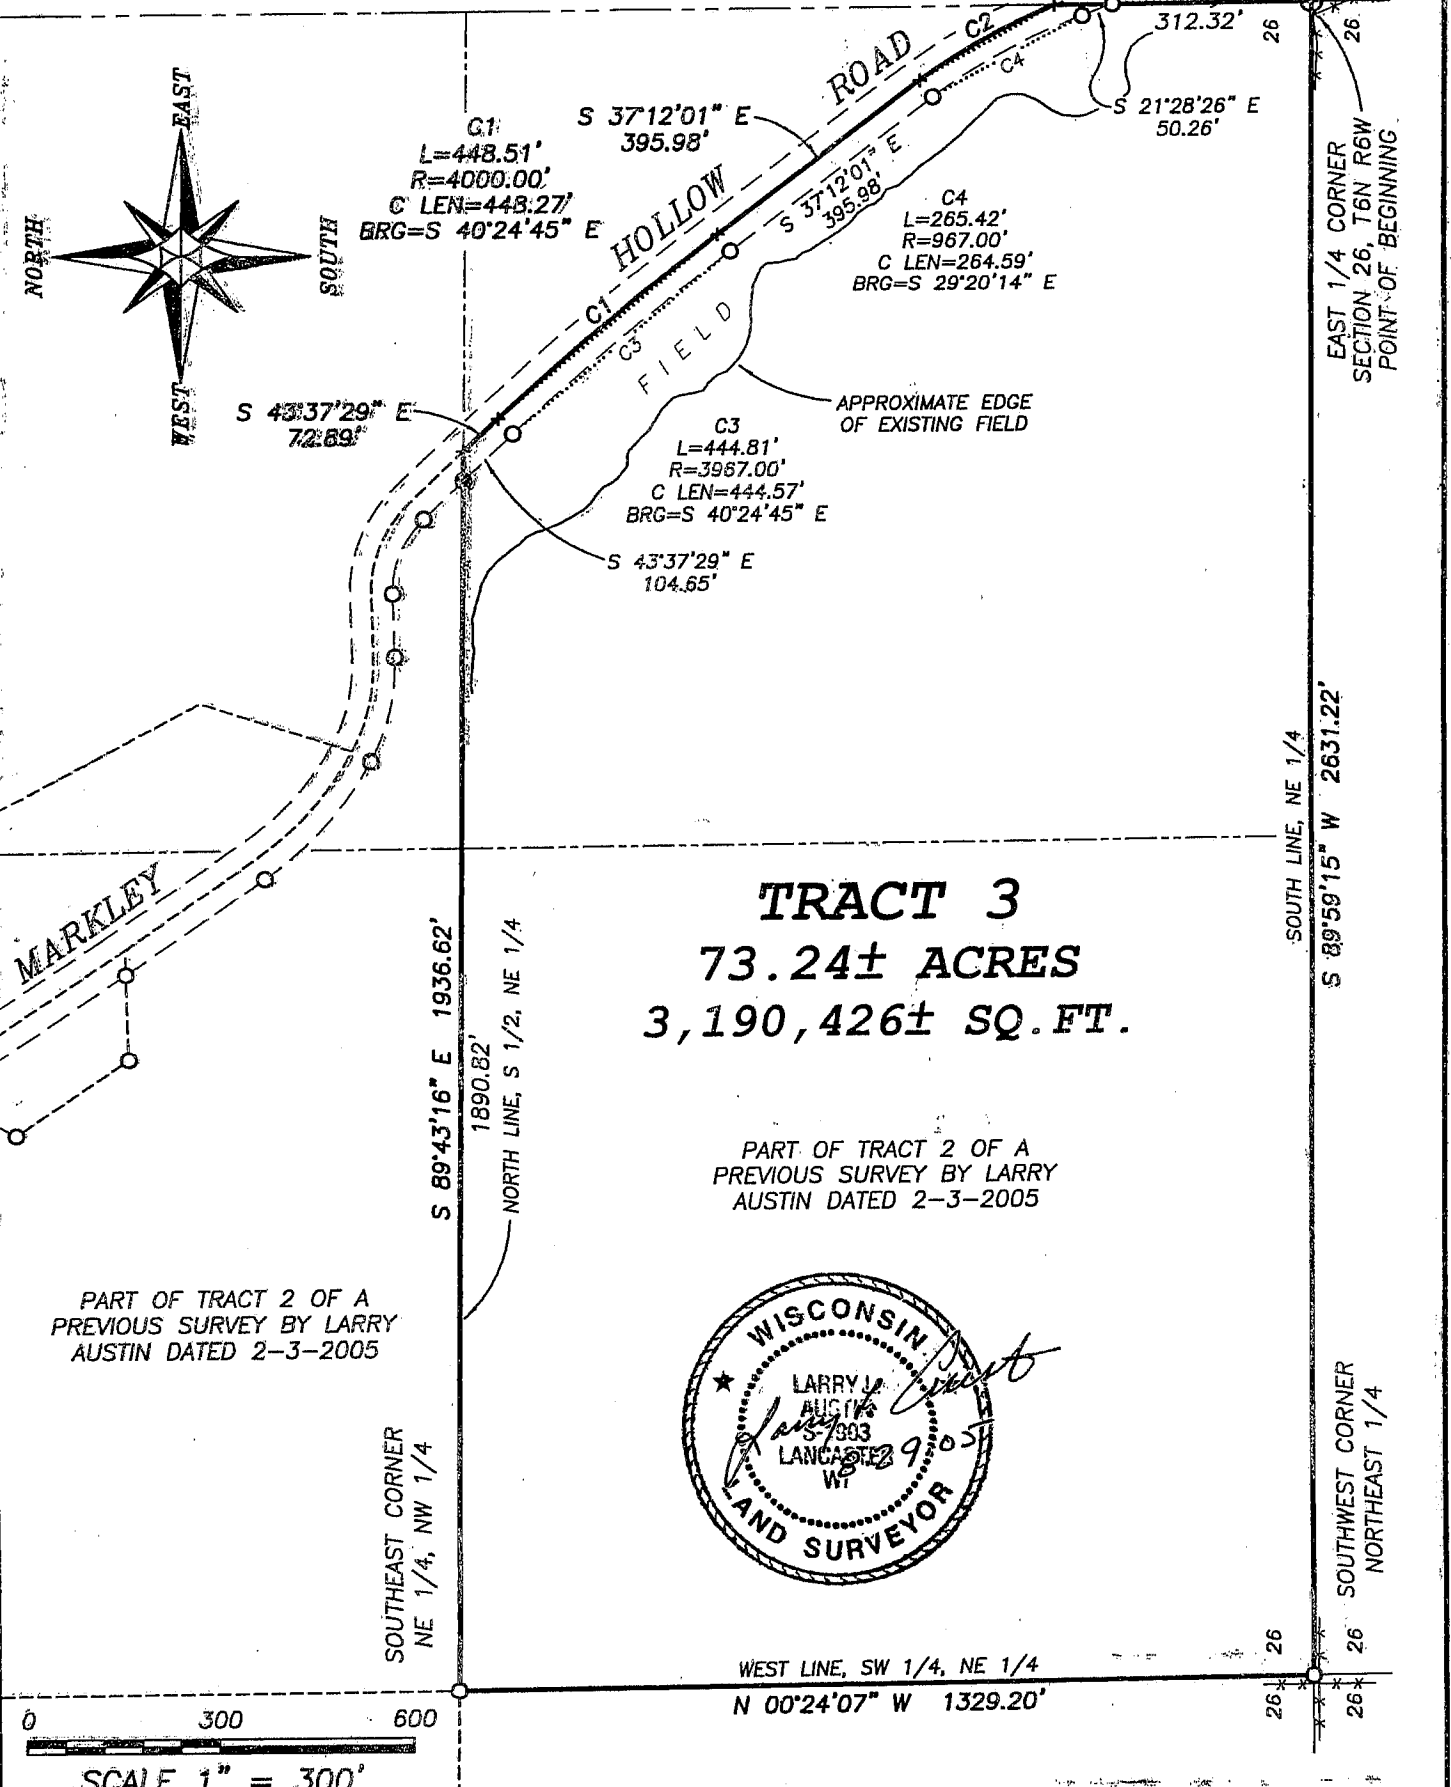 C2
312.32'
26
26
ROAD
C4
EAST
S 21°28'26" E
50.26'
C1
L=448.51'
R=4000.00'
C LEN=448.27'
BRG=S 40°24'45" E
S 37°12'01" E
395.98'
S 37°12'01" E
395.98'
HOLLOW
C4
L=265.42'
R=967.00'
C LEN=264.59'
BRG=S 29°20'14" E
EAST 1/4 CORNER
SECTION 26, T6N R6W
POINT OF BEGINNING
NORTH
SOUTH
WEST
C1
C3
FIELD
S 43°37'29" E
72.89'
APPROXIMATE EDGE
OF EXISTING FIELD
C3
L=444.81'
R=3967.00'
C LEN=444.57'
BRG=S 40°24'45" E
S 43°37'29" E
104.65'
SOUTH LINE, NE 1/4
S 89°59'15" W 2631.22'
MARKLEY
TRACT 3
73.24± ACRES
3,190,426± SQ.FT.
S 89°43'16" E 1936.62'
1890.82'
NORTH LINE, S 1/2, NE 1/4
PART OF TRACT 2 OF A
PREVIOUS SURVEY BY LARRY
AUSTIN DATED 2-3-2005
PART OF TRACT 2 OF A
PREVIOUS SURVEY BY LARRY
AUSTIN DATED 2-3-2005
WISCONSIN
LARRY L.
AUSTIN
LANCASTER
WI
8-29-05
LAND SURVEYOR
SOUTHEAST CORNER
NE 1/4, NW 1/4
SOUTHWEST CORNER
NORTHEAST 1/4
WEST LINE, SW 1/4, NE 1/4
N 00°24'07" W 1329.20'
26
26
26
26
0 300 600
SCALE 1" = 300'